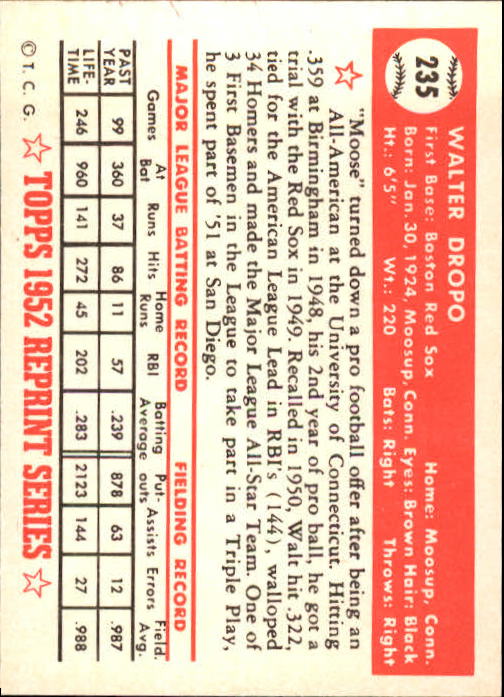 235
WALTER DROPO
First Base: Boston Red Sox Home: Moosup, Conn.
Born: Jan. 30, 1924, Moosup, Conn. Eyes: Brown Hair: Black
Ht.: 6'5" Wt.: 220 Bats: Right Throws: Right
"Moose" turned down a pro football offer after being an
All-American at the University of Connecticut. Hitting
.359 at Birmingham in 1948, his 2nd year of pro ball, he got a
trial with the Red Sox in 1949. Recalled in 1950, Walt hit .322,
tied for the American League Lead in RBI's (144), walloped
34 Homers and made the Major League All-Star Team. One of
3 First Basemen in the League to take part in a Triple Play,
he spent part of '51 at San Diego.
MAJOR LEAGUE BATTING RECORD FIELDING RECORD
Games At Bat Runs Hits Home Runs RBI Batting Average Put-outs Assists Errors Field. Avg.
PAST YEAR 99 360 37 86 11 57 .239 878 63 12 .987
LIFE-TIME 246 960 141 272 45 202 .283 2123 144 27 .988
© T. C. G. TOPPS 1952 REPRINT SERIES